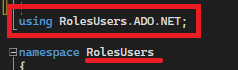 using RolesUsers.ADO.NET;
namespace RolesUsers
{